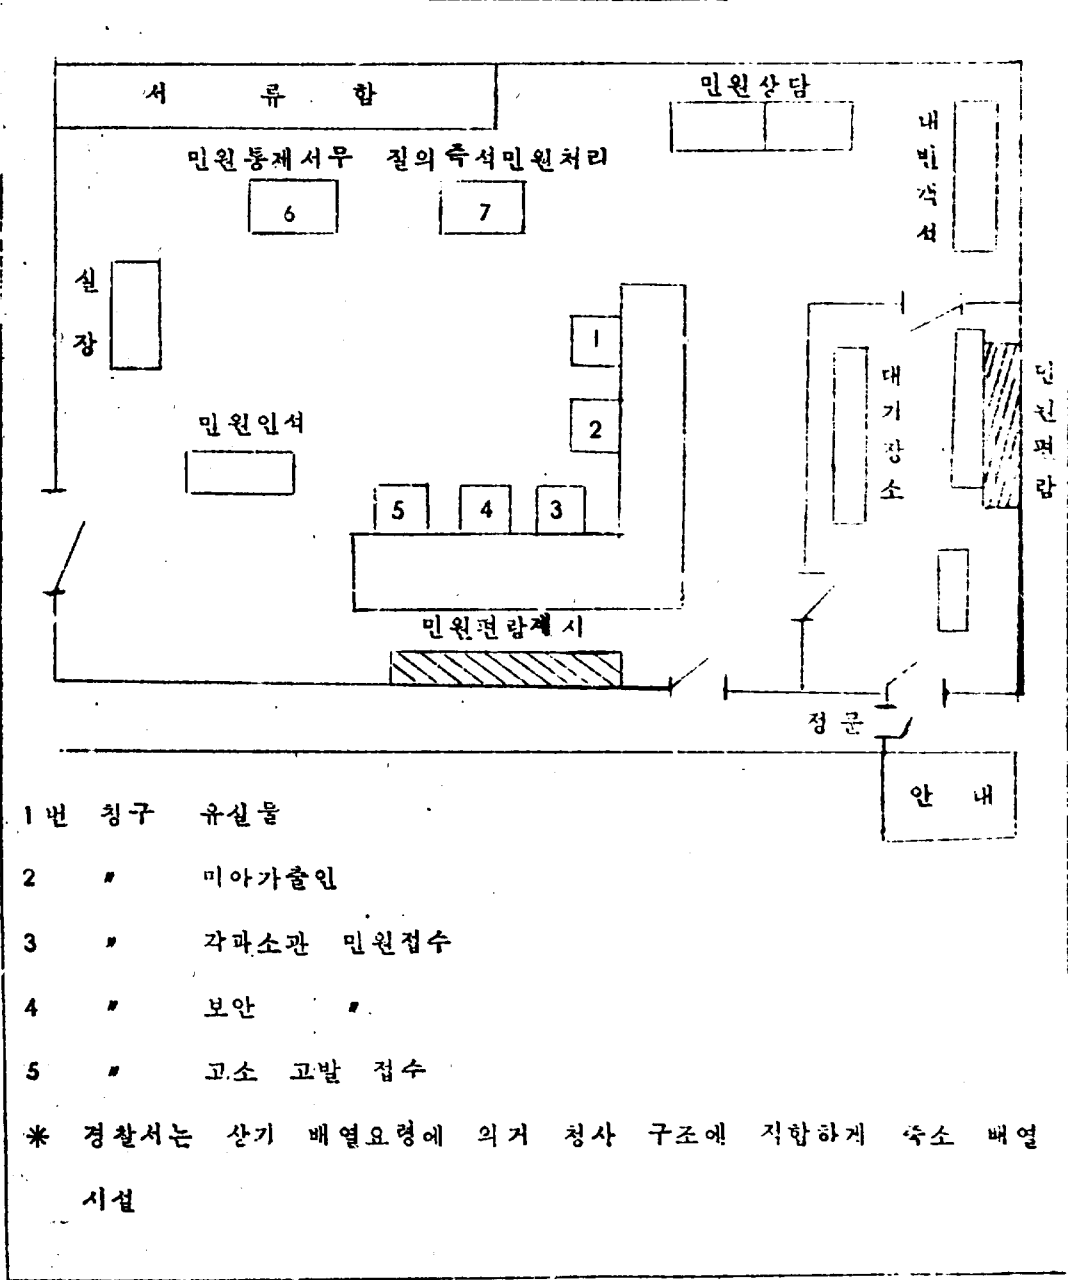 서 류 함
민원상담
내빈객석
민원통제서무 질의 즉석민원처리
6
7
실장
1
대기장소
민원편람
2
민원인석
5
4
3
민원편람게시
정문
안 내
1번 창구 유실물
2 〃 미아가출인
3 〃 각과소관 민원접수
4 〃 보안 〃
5 〃 고소 고발 접수
* 경찰서는 상기 배열요령에 의거 청사 구조에 적합하게 축소 배열
시설